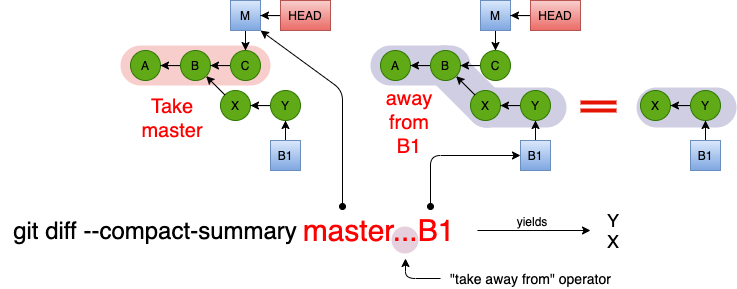 M
HEAD
A
B
C
Take
master
X
Y
B1
M
HEAD
A
B
C
away
from
B1
X
Y
B1
X
Y
B1
git diff --compact-summary master...B1
yields
Y
X
"take away from" operator